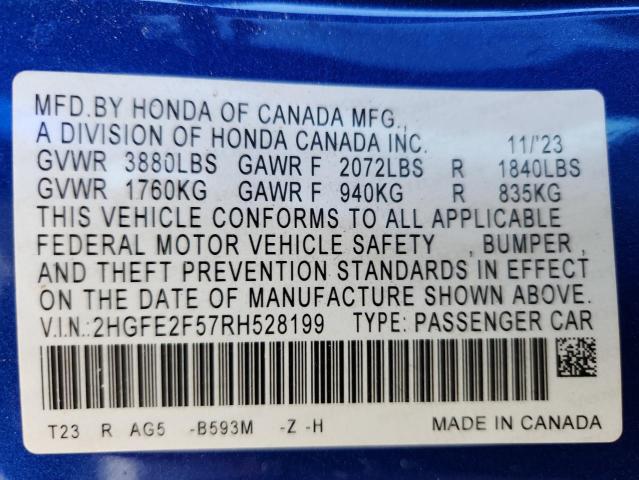 MFD.BY HONDA OF CANADA MFG.,
A DIVISION OF HONDA CANADA INC. 11/'23
GVWR 3880LBS GAWR F 2072LBS R 1840LBS
GVWR 1760KG GAWR F 940KG R 835KG
THIS VEHICLE CONFORMS TO ALL APPLICABLE
FEDERAL MOTOR VEHICLE SAFETY , BUMPER ,
AND THEFT PREVENTION STANDARDS IN EFFECT
ON THE DATE OF MANUFACTURE SHOWN ABOVE.
V.I.N.:2HGFE2F57RH528199 TYPE: PASSENGER CAR
T23 R AG5 -B593M -Z -H MADE IN CANADA